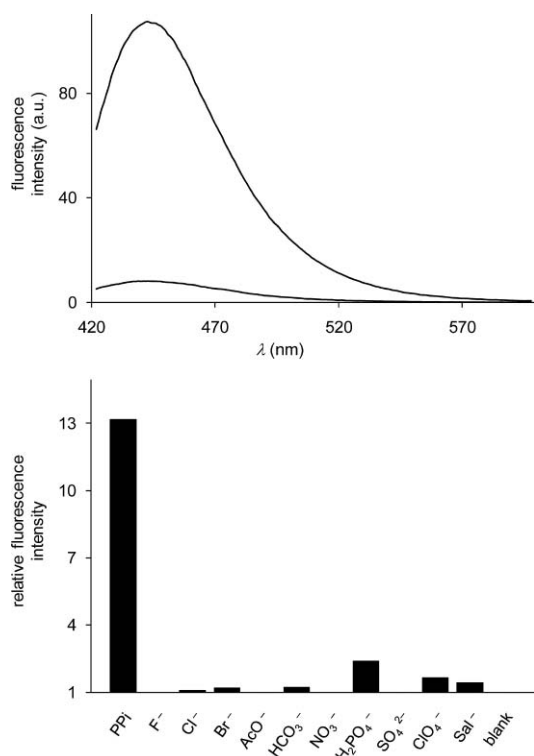 fluorescence
intensity (a.u.)
80
40
0
420 470 520 570
λ (nm)
relative fluorescence
intensity
13
10
7
4
1
PPi F⁻ Cl⁻ Br⁻ AcO⁻ HCO₃⁻ NO₃⁻ H₂PO₄⁻ SO₄²⁻ ClO₄⁻ Sal⁻ blank